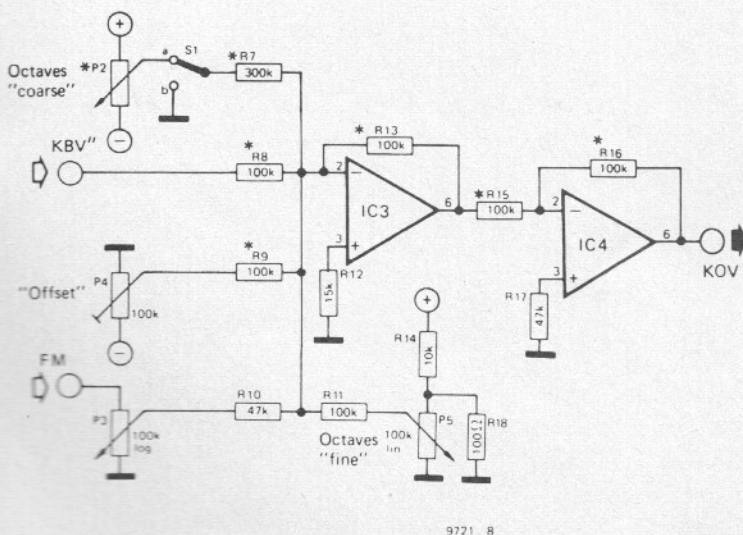 +
a
S1
* R7
300k
* P2
Octaves
"coarse"
b
−
KBV"
*
R8
100k
* R13
100k
2
−
IC3
6
3
+
R12
15k
* R15
100k
*
R16
100k
2
−
IC4
6
3
+
R17
47k
KOV
*
R9
100k
"Offset"
P4
100k
−
+
R14
10k
FM
P3
100k
log
R10
47k
R11
100k
Octaves
"fine"
100k
lin
P5
R18
100Ω
9721 8